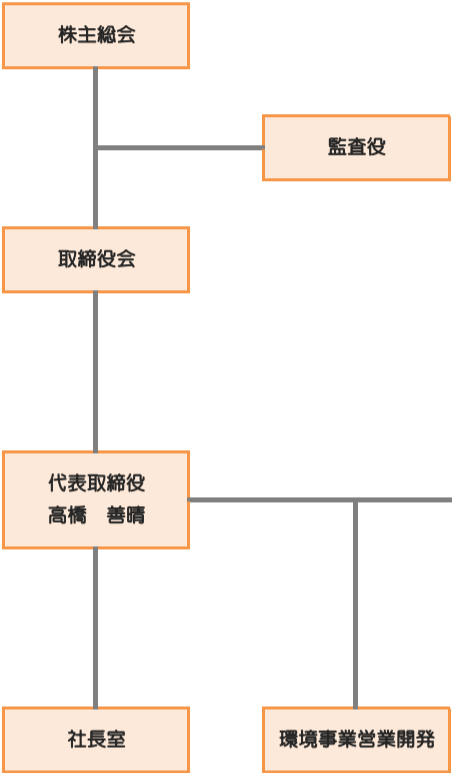 株主総会
監査役
取締役会
代表取締役
高橋　善晴
社長室
環境事業営業開発